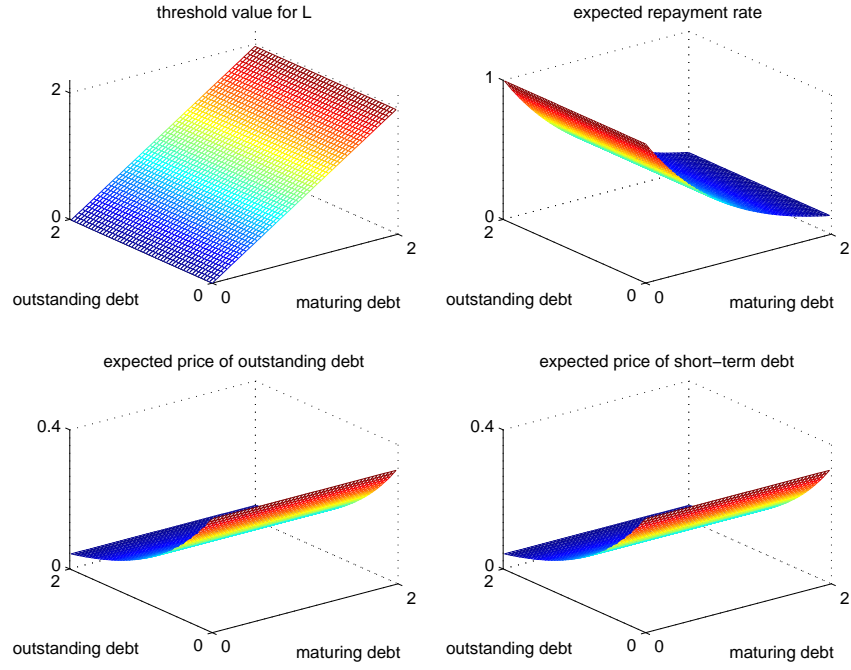 threshold value for L
2
0
2
outstanding debt
0
0
maturing debt
2
expected repayment rate
1
0
2
outstanding debt
0
0
maturing debt
2
expected price of outstanding debt
0.4
0
2
outstanding debt
0
0
maturing debt
2
expected price of short−term debt
0.4
0
2
outstanding debt
0
0
maturing debt
2